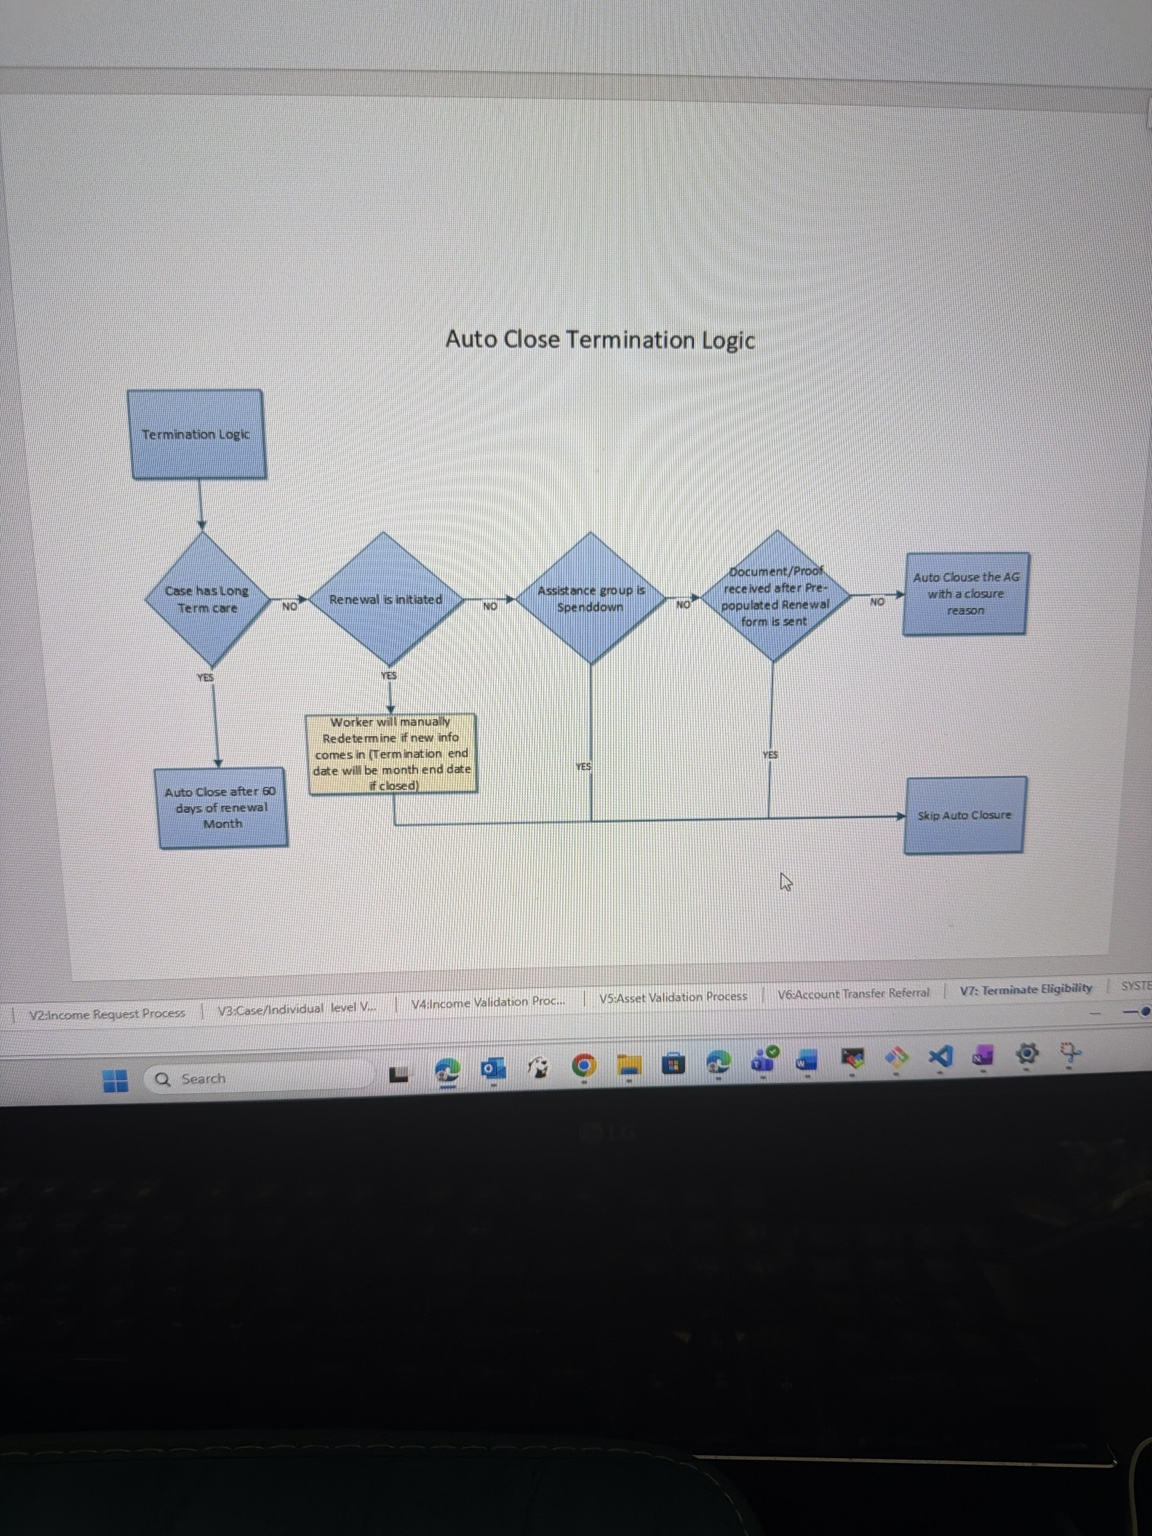 Auto Close Termination Logic
Termination Logic
Case has Long
Term care
NO
Renewal is initiated
NO
Assistance group is
Spenddown
NO
Document/Proof
received after Pre-
populated Renewal
form is sent
NO
Auto Clouse the AG
with a closure
reason
YES
YES
Worker will manually
Redetermine if new info
comes in (Termination end
date will be month end date
if closed)
YES
YES
Auto Close after 60
days of renewal
Month
Skip Auto Closure
V2:Income Request Process
V3:Case/Individual level V...
V4:Income Validation Proc...
V5:Asset Validation Process
V6:Account Transfer Referral
V7: Terminate Eligibility
SYSTE
Search
LG